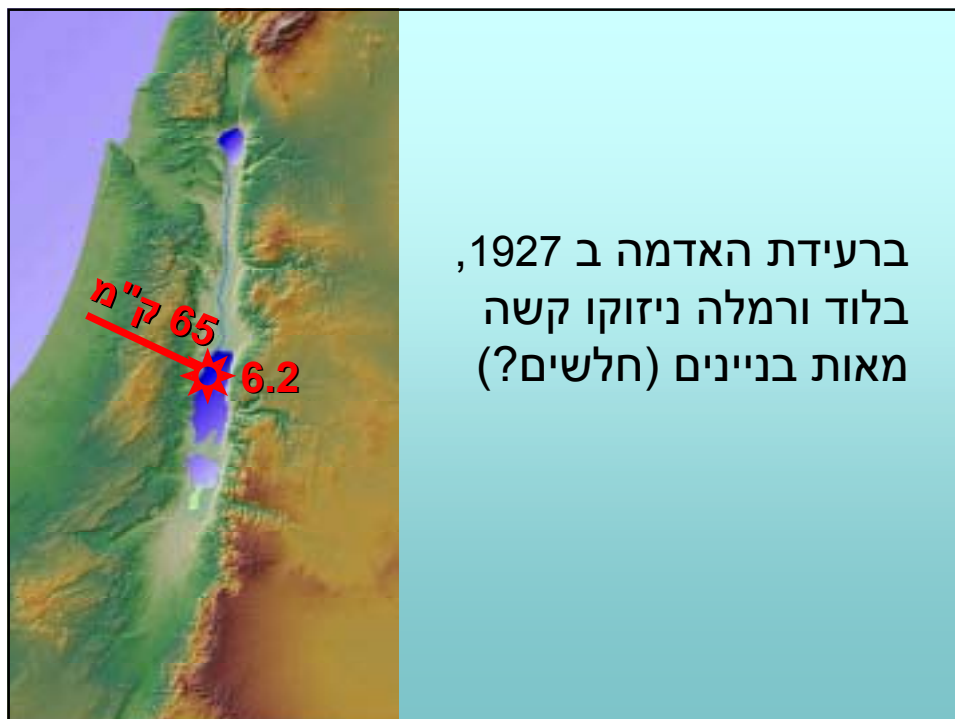 ברעידת האדמה ב 1927,
בלוד ורמלה ניזוקו קשה
מאות בניינים (חלשים?)
65 ק"מ
6.2